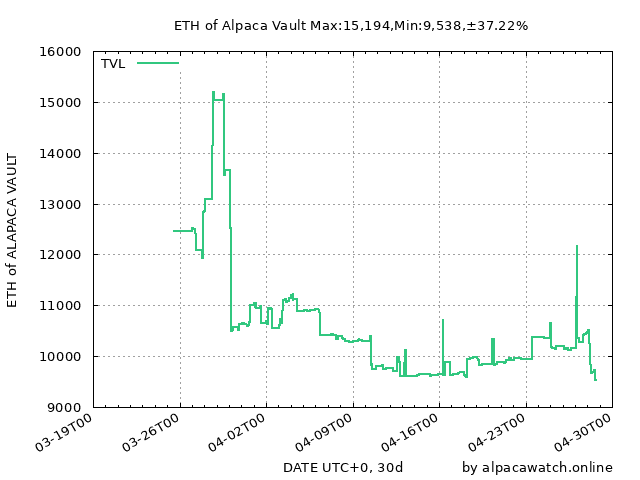 ETH of Alpaca Vault Max:15,194,Min:9,538,±37.22%
16000
TVL
15000
14000
13000
12000
11000
10000
9000
ETH of ALAPACA VAULT
03-19T00
03-26T00
04-02T00
04-09T00
04-16T00
04-23T00
04-30T00
DATE UTC+0, 30d
by alpacawatch.online